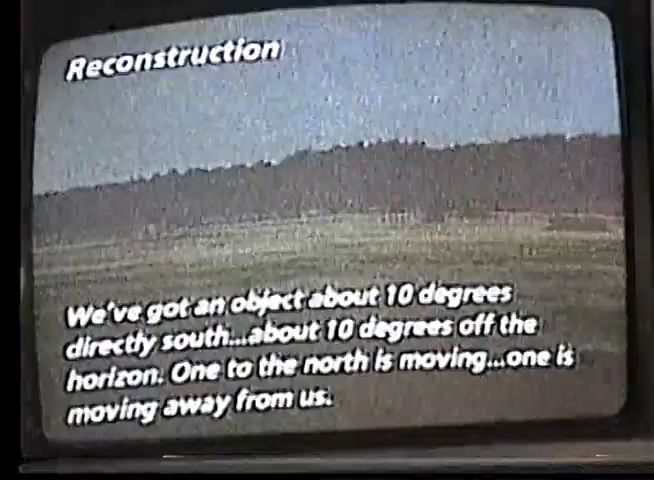 Reconstruction
We've got an object about 10 degrees
directly south...about 10 degrees off the
horizon. One to the north is moving...one is
moving away from us.